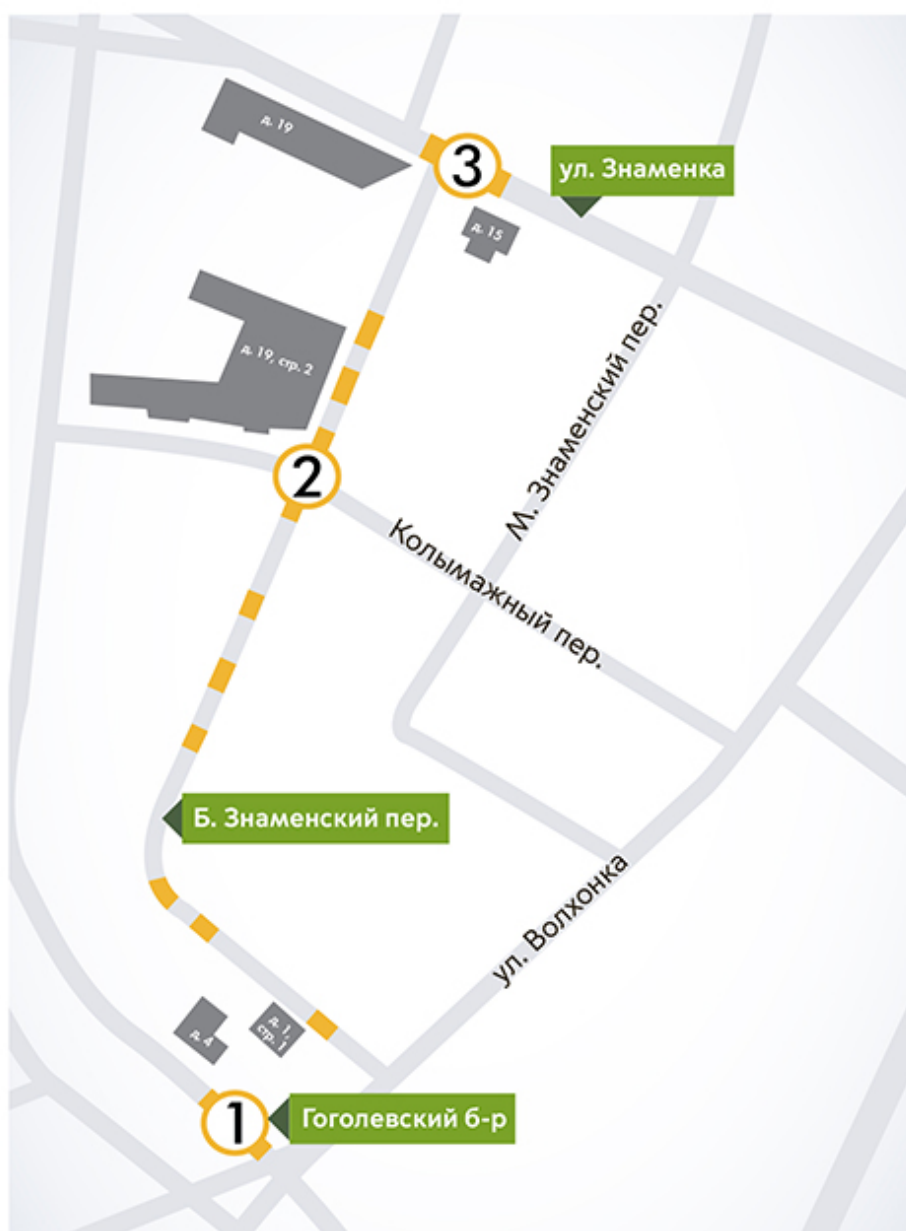 д. 19
3
ул. Знаменка
д. 15
д. 19, стр. 2
М. Знаменский пер.
2
Колымажный пер.
Б. Знаменский пер.
ул. Волхонка
д. 4
д. 1,
стр. 1
1
Гоголевский б-р